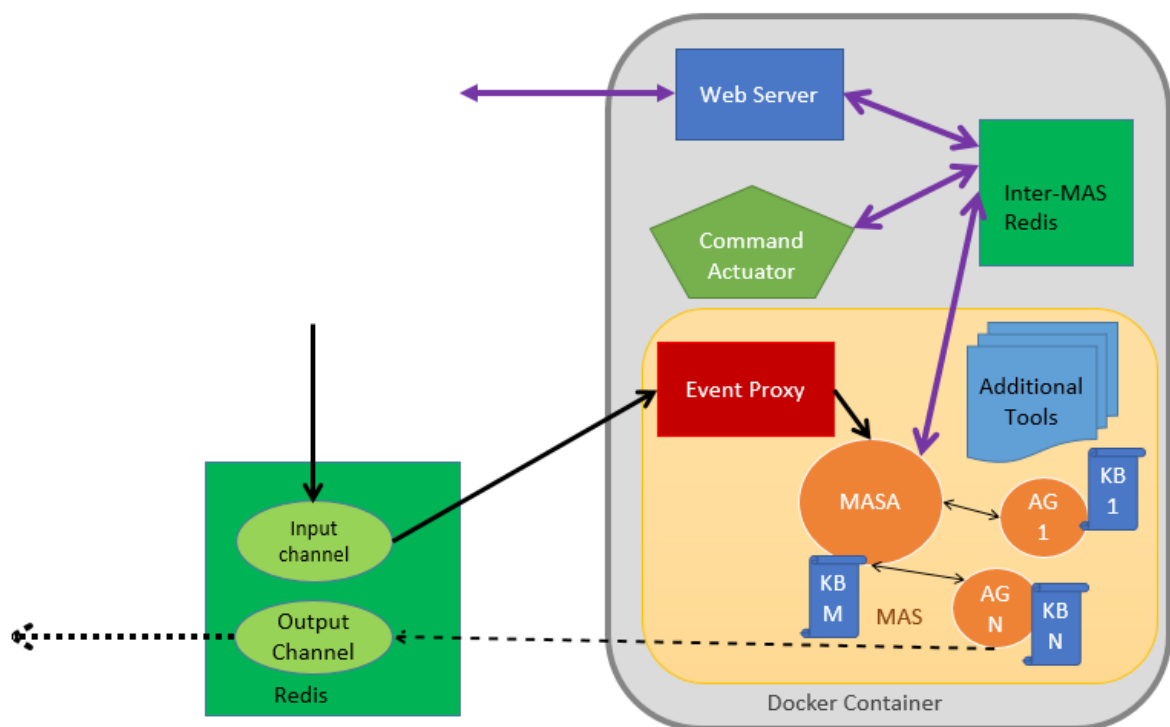 Web Server
Inter-MAS
Redis
Command
Actuator
Event Proxy
Additional
Tools
MASA
KB
1
AG
1
Input
channel
KB
M
MAS
AG
N
KB
N
Output
Channel
Redis
Docker Container